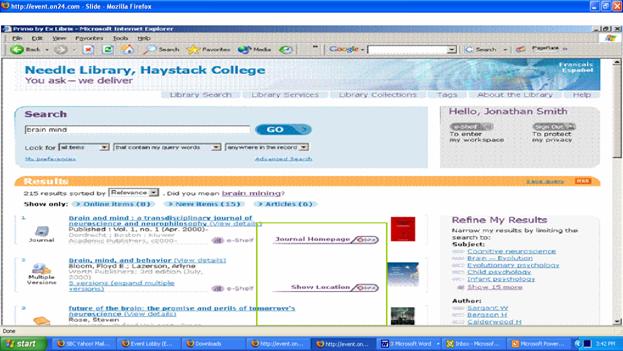 http://event.on24.com - Slide - Mozilla Firefox
Primo by Ex Libris - Microsoft Internet Explorer
File Edit View Favorites Tools Help
Back Search Favorites Media Google Search PageRank
Needle Library, Haystack College
You ask – we deliver
Francais
Español
Library Search Library Services Library Collections Tags About the Library Help
Search
brain mind GO
Look for all items that contain my query words anywhere in the record
My preferences Advanced Search
Hello, Jonathan Smith
e-Shelf Sign Out
To enter my workspace To protect my privacy
Results
Save query RSS
215 results sorted by Relevance . Did you mean brain mining?
Show only: Online items (8) New items (15) Articles (6)
1. Brain and mind : a transdisciplinary journal of
neuroscience and neurophilosophy (View details)
Published : Vol. 1, no. 1 (Apr. 2000)-
Dordrecht ; Boston : Kluwer
Academic Publishers, c2000-
Journal
e-Shelf
Journal Homepage
2. Brain, mind, and behavior (View details)
Bloom, Floyd E ; Lazerson, Arlyne
Worth Publishers; 3rd edition (July,
2000)
5 versions (expand multiple
versions)
Multiple
Versions
e-Shelf
Show Location
3. future of the brain: the promise and perils of tomorrow's
neuroscience (View details)
Rose, Steven
Refine My Results
Narrow my results by limiting the
search to:
Subject:
Cognitive neuroscience
Brain -- Evolution
Evolutionary psychology
Child psychology
Infant psychology
Show 15 more
Author:
Sargant W
Berrson H
Calderwood H
Done
start SBC Yahoo! Mal... Event Lobby (E... Downloads http://event.on... http://event.on... 3 Microsoft Word Inbox - Microsof... Microsoft Power... 3:42 PM